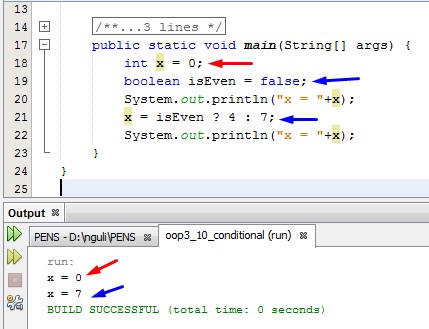 13
14 /**...3 lines */
17 public static void main(String[] args) {
18 int x = 0;
19 boolean isEven = false;
20 System.out.println("x = "+x);
21 x = isEven ? 4 : 7;
22 System.out.println("x = "+x);
23 }
24 }
25
Output
PENS - D:\nguli\PENS oop3_10_conditional (run)
run:
x = 0
x = 7
BUILD SUCCESSFUL (total time: 0 seconds)